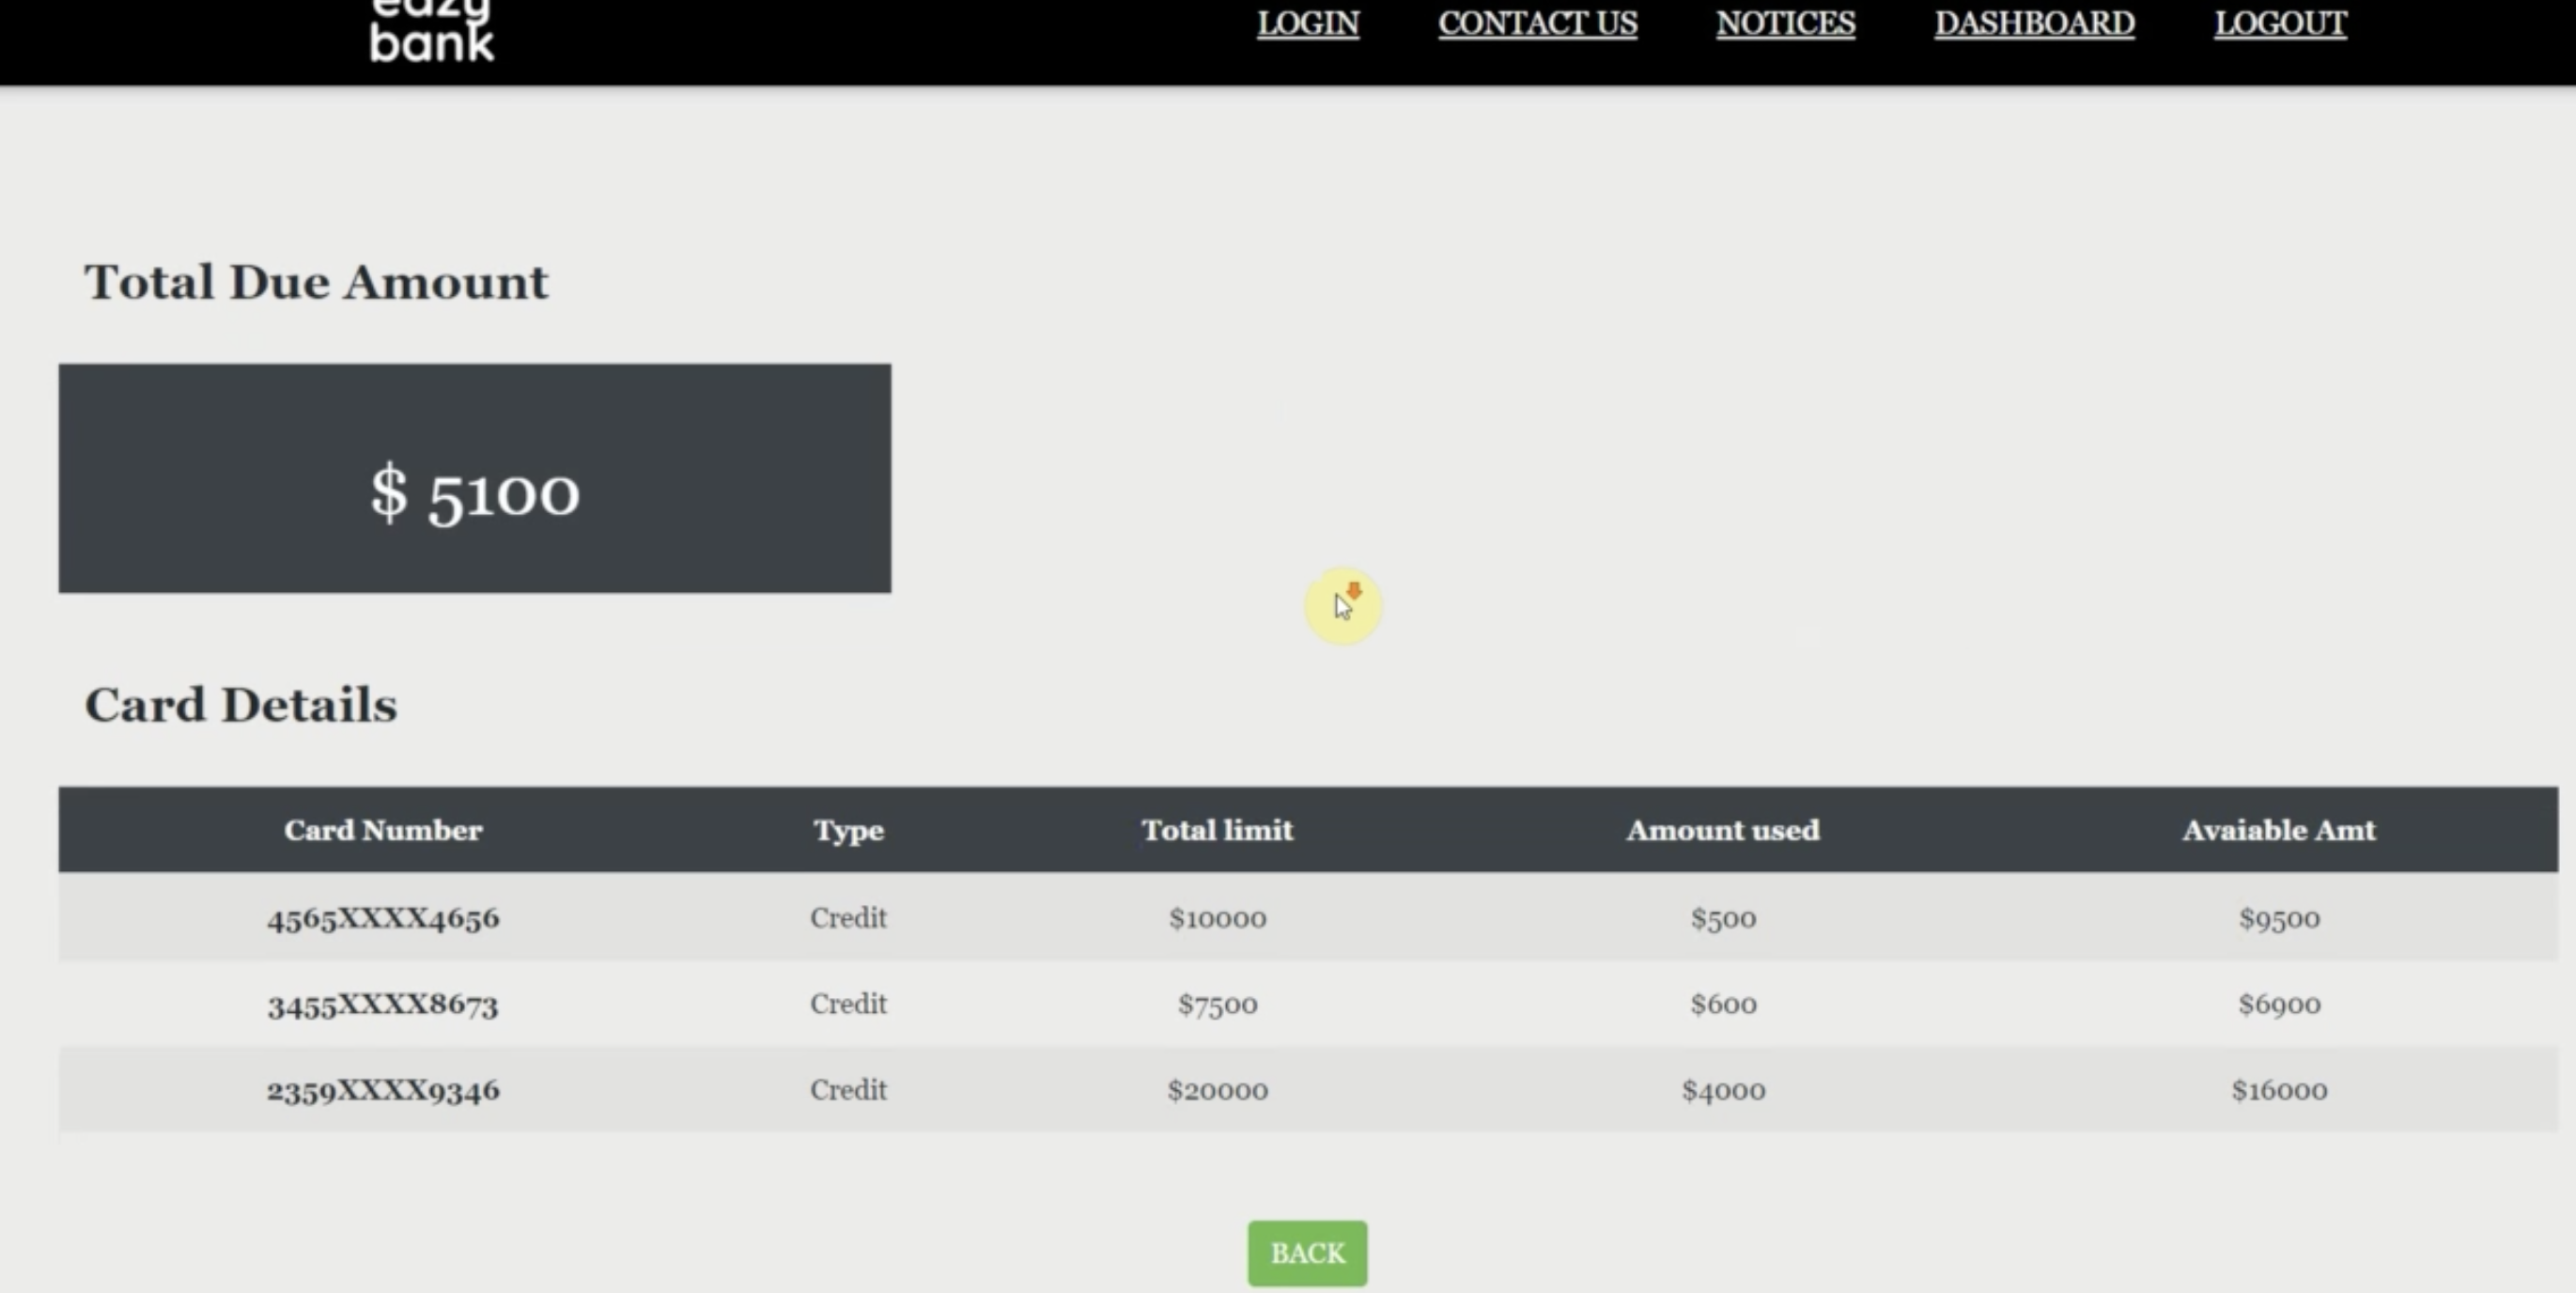 eazy
bank
LOGIN CONTACT US NOTICES DASHBOARD LOGOUT
Total Due Amount
$ 5100
Card Details
Card Number Type Total limit Amount used Avaiable Amt
4565XXXX4656 Credit $10000 $500 $9500
3455XXXX8673 Credit $7500 $600 $6900
2359XXXX9346 Credit $20000 $4000 $16000
BACK